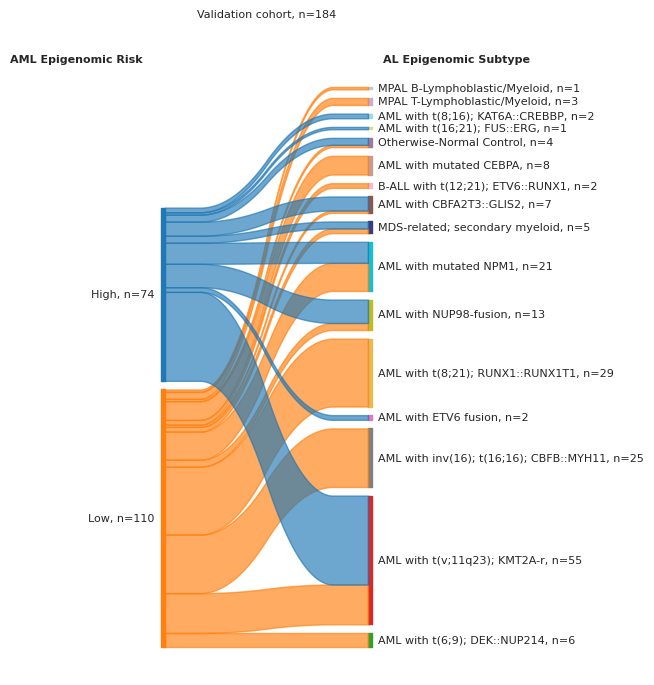 Validation cohort, n=184
AML Epigenomic Risk
AL Epigenomic Subtype
MPAL B-Lymphoblastic/Myeloid, n=1
MPAL T-Lymphoblastic/Myeloid, n=3
AML with t(8;16); KAT6A::CREBBP, n=2
AML with t(16;21); FUS::ERG, n=1
Otherwise-Normal Control, n=4
AML with mutated CEBPA, n=8
B-ALL with t(12;21); ETV6::RUNX1, n=2
AML with CBFA2T3::GLIS2, n=7
MDS-related; secondary myeloid, n=5
AML with mutated NPM1, n=21
High, n=74
AML with NUP98-fusion, n=13
AML with t(8;21); RUNX1::RUNX1T1, n=29
AML with ETV6 fusion, n=2
AML with inv(16); t(16;16); CBFB::MYH11, n=25
Low, n=110
AML with t(v;11q23); KMT2A-r, n=55
AML with t(6;9); DEK::NUP214, n=6